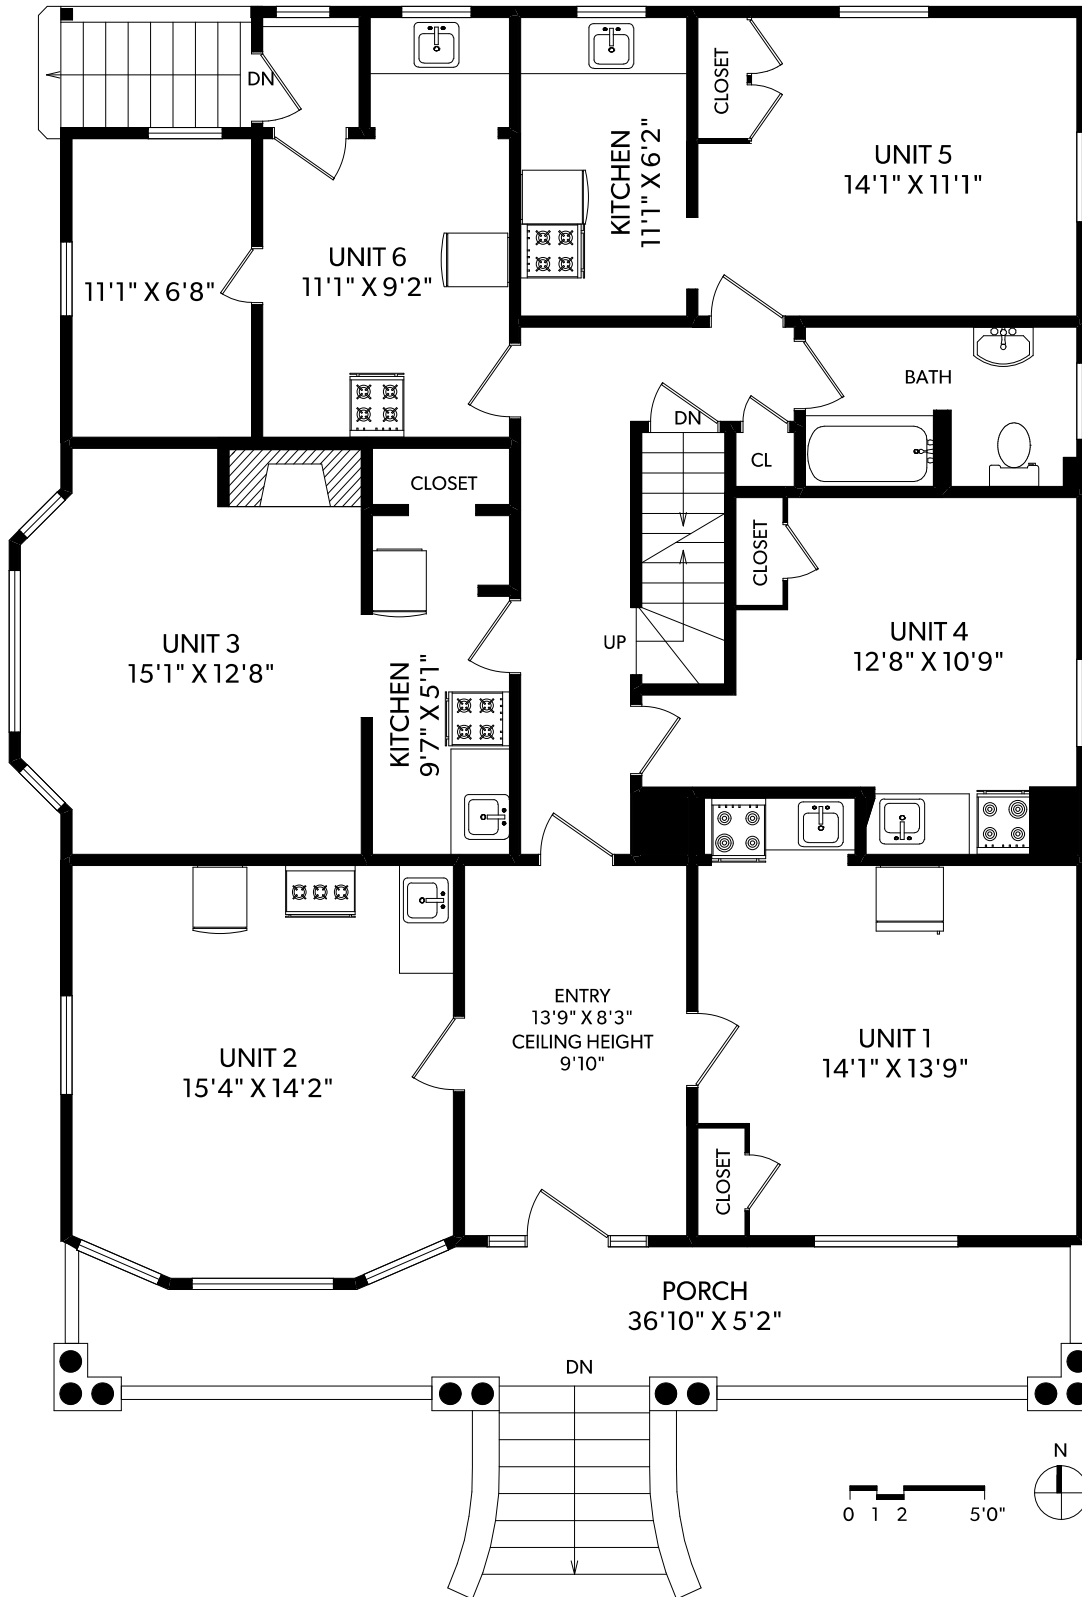 DN
CLOSET
KITCHEN
11'1" X 6'2"
UNIT 5
14'1" X 11'1"
UNIT 6
11'1" X 9'2"
11'1" X 6'8"
BATH
DN
CL
CLOSET
CLOSET
UNIT 3
15'1" X 12'8"
KITCHEN
9'7" X 5'1"
UP
UNIT 4
12'8" X 10'9"
ENTRY
13'9" X 8'3"
CEILING HEIGHT
9'10"
UNIT 2
15'4" X 14'2"
UNIT 1
14'1" X 13'9"
CLOSET
PORCH
36'10" X 5'2"
DN
N
0 1 2 5'0"